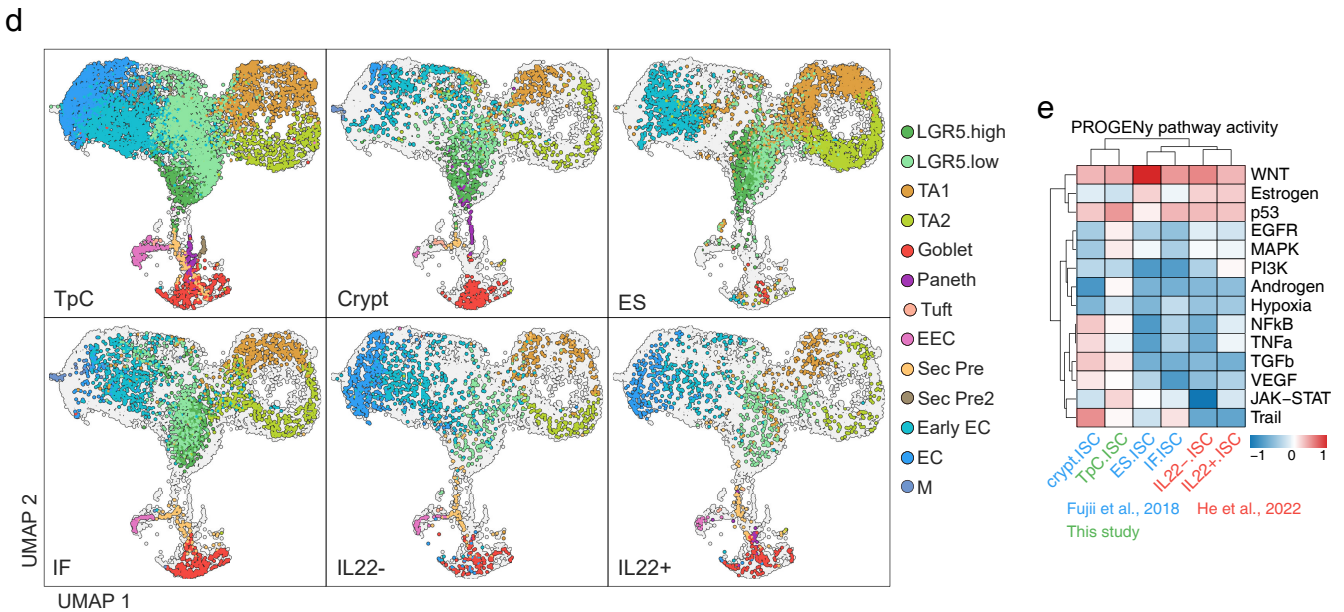 d
TpC
Crypt
ES
IF
IL22-
IL22+
UMAP 2
UMAP 1
LGR5.high
LGR5.low
TA1
TA2
Goblet
Paneth
Tuft
EEC
Sec Pre
Sec Pre2
Early EC
EC
M
e
PROGENy pathway activity
WNT
Estrogen
p53
EGFR
MAPK
PI3K
Androgen
Hypoxia
NFkB
TNFa
TGFb
VEGF
JAK−STAT
Trail
crypt.ISC
TpC.ISC
ES.ISC
IF.ISC
IL22−.ISC
IL22+.ISC
−1 0 1
Fujii et al., 2018 He et al., 2022
This study